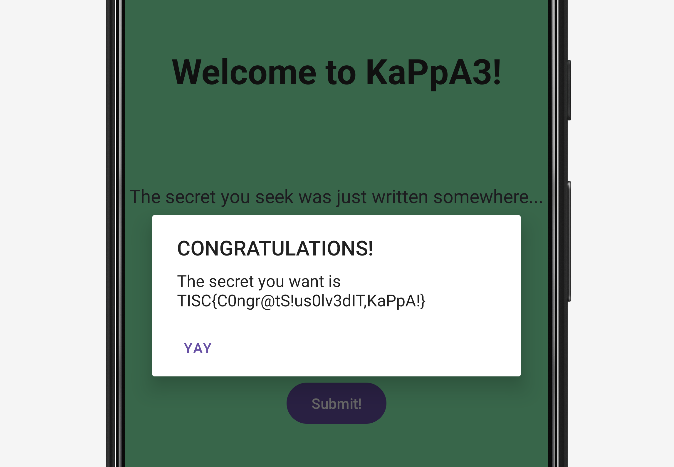 Welcome to KaPpA3!
The secret you seek was just written somewhere...
CONGRATULATIONS!
The secret you want is
TISC{C0ngr@tS!us0lv3dIT,KaPpA!}
YAY
Submit!